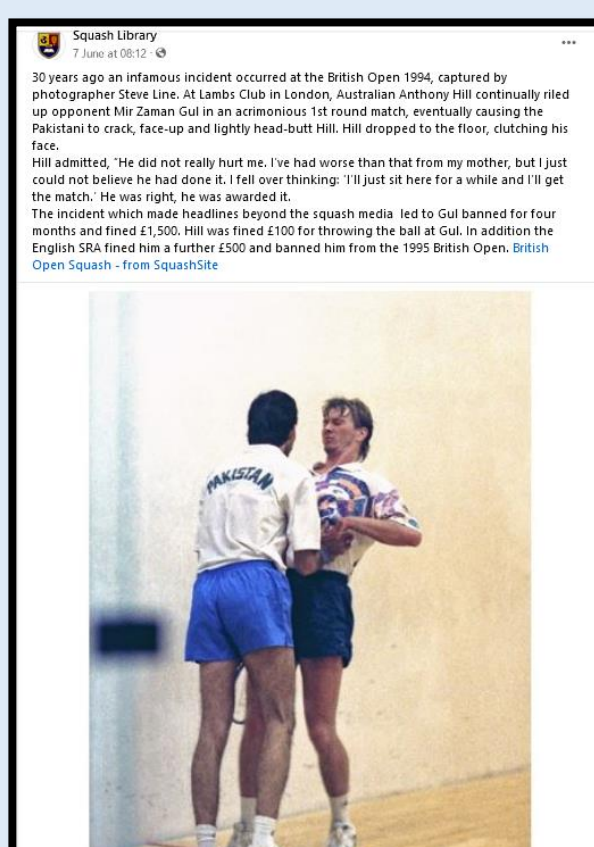 Squash Library
7 June at 08:12 ·
30 years ago an infamous incident occurred at the British Open 1994, captured by
photographer Steve Line. At Lambs Club in London, Australian Anthony Hill continually riled
up opponent Mir Zaman Gul in an acrimonious 1st round match, eventually causing the
Pakistani to crack, face-up and lightly head-butt Hill. Hill dropped to the floor, clutching his
face.
Hill admitted, "He did not really hurt me. I've had worse than that from my mother, but I just
could not believe he had done it. I fell over thinking: 'I'll just sit here for a while and I'll get
the match.' He was right, he was awarded it.
The incident which made headlines beyond the squash media led to Gul banned for four
months and fined £1,500. Hill was fined £100 for throwing the ball at Gul. In addition the
English SRA fined him a further £500 and banned him from the 1995 British Open. British
Open Squash - from SquashSite
PAKISTAN